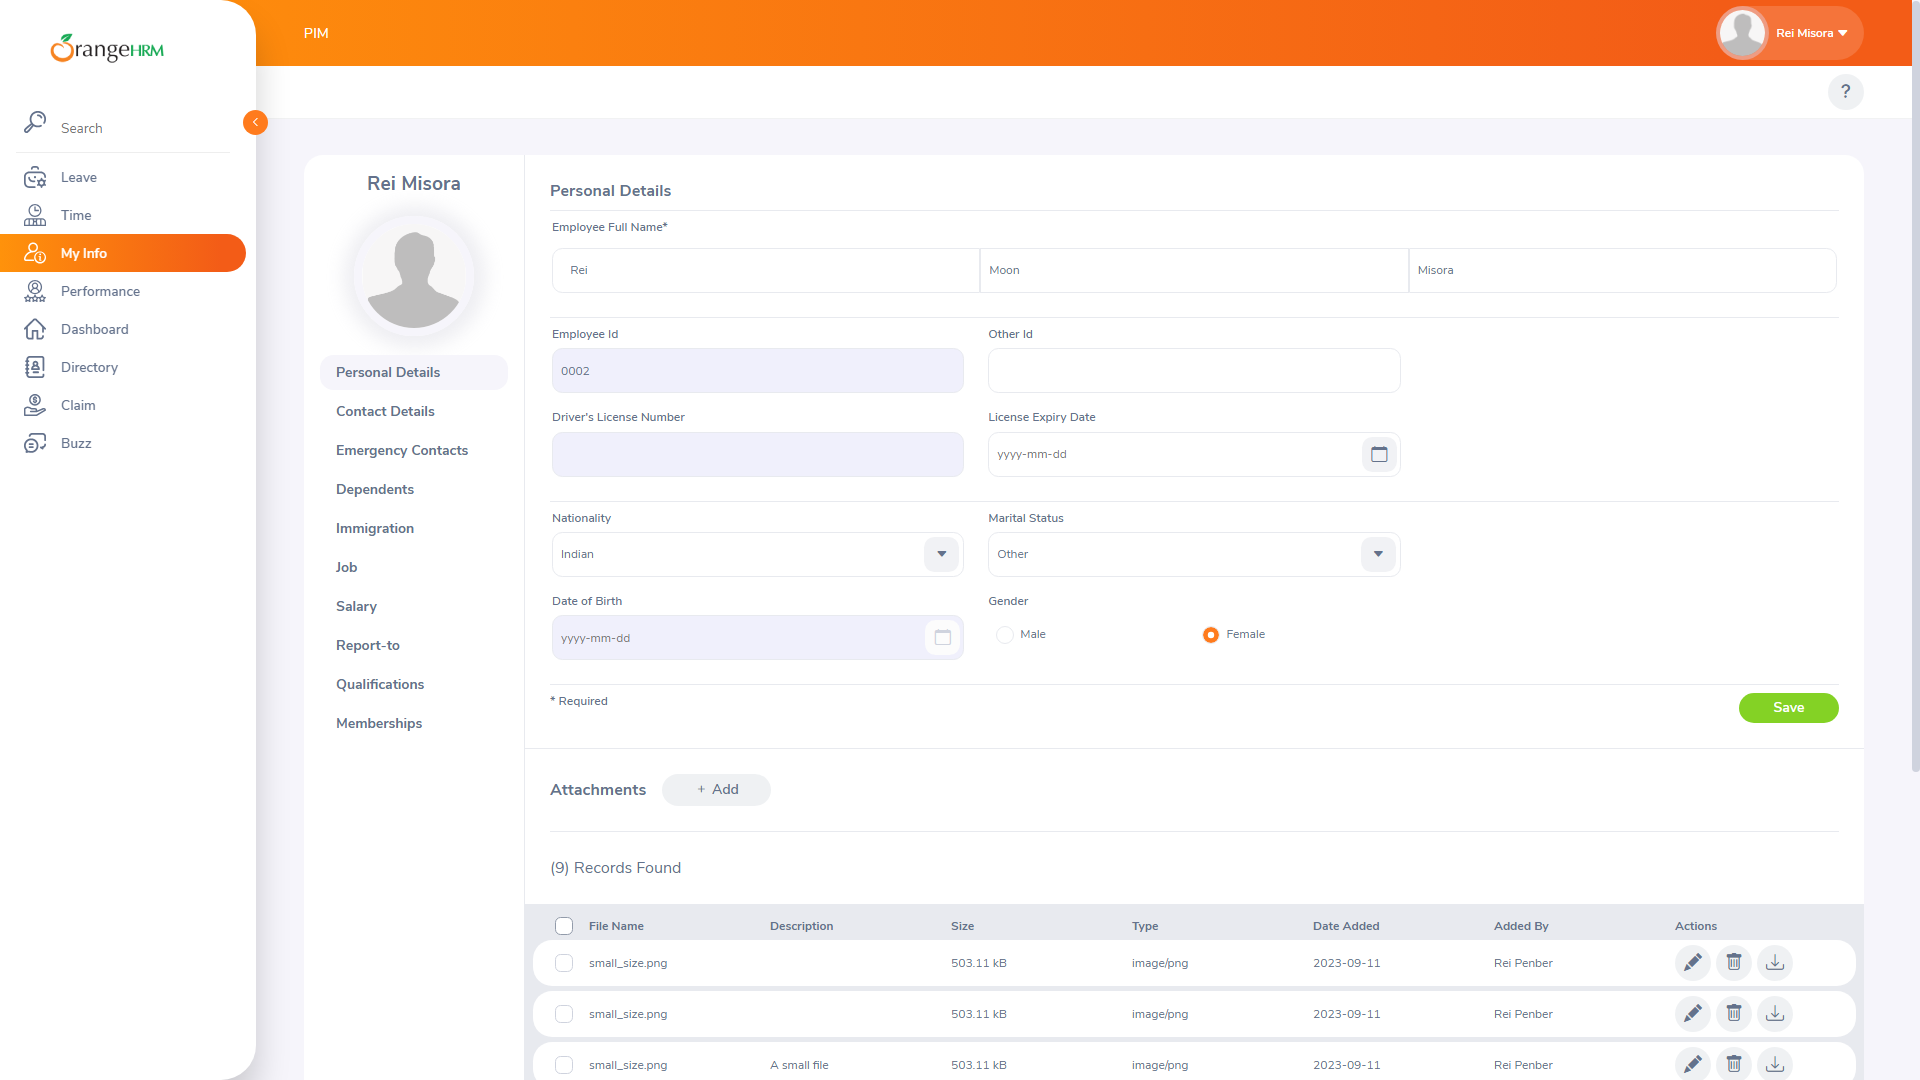 OrangeHRM
PIM
Rei Misora
?
Search
Leave
Time
My Info
Performance
Dashboard
Directory
Claim
Buzz
Rei Misora
Personal Details
Contact Details
Emergency Contacts
Dependents
Immigration
Job
Salary
Report-to
Qualifications
Memberships
Personal Details
Employee Full Name*
Rei Moon Misora
Employee Id Other Id
0002
Driver's License Number License Expiry Date
yyyy-mm-dd
Nationality Marital Status
Indian Other
Date of Birth Gender
yyyy-mm-dd Male Female
* Required
Save
Attachments + Add
(9) Records Found
File Name Description Size Type Date Added Added By Actions
small_size.png 503.11 kB image/png 2023-09-11 Rei Penber
small_size.png 503.11 kB image/png 2023-09-11 Rei Penber
small_size.png A small file 503.11 kB image/png 2023-09-11 Rei Penber